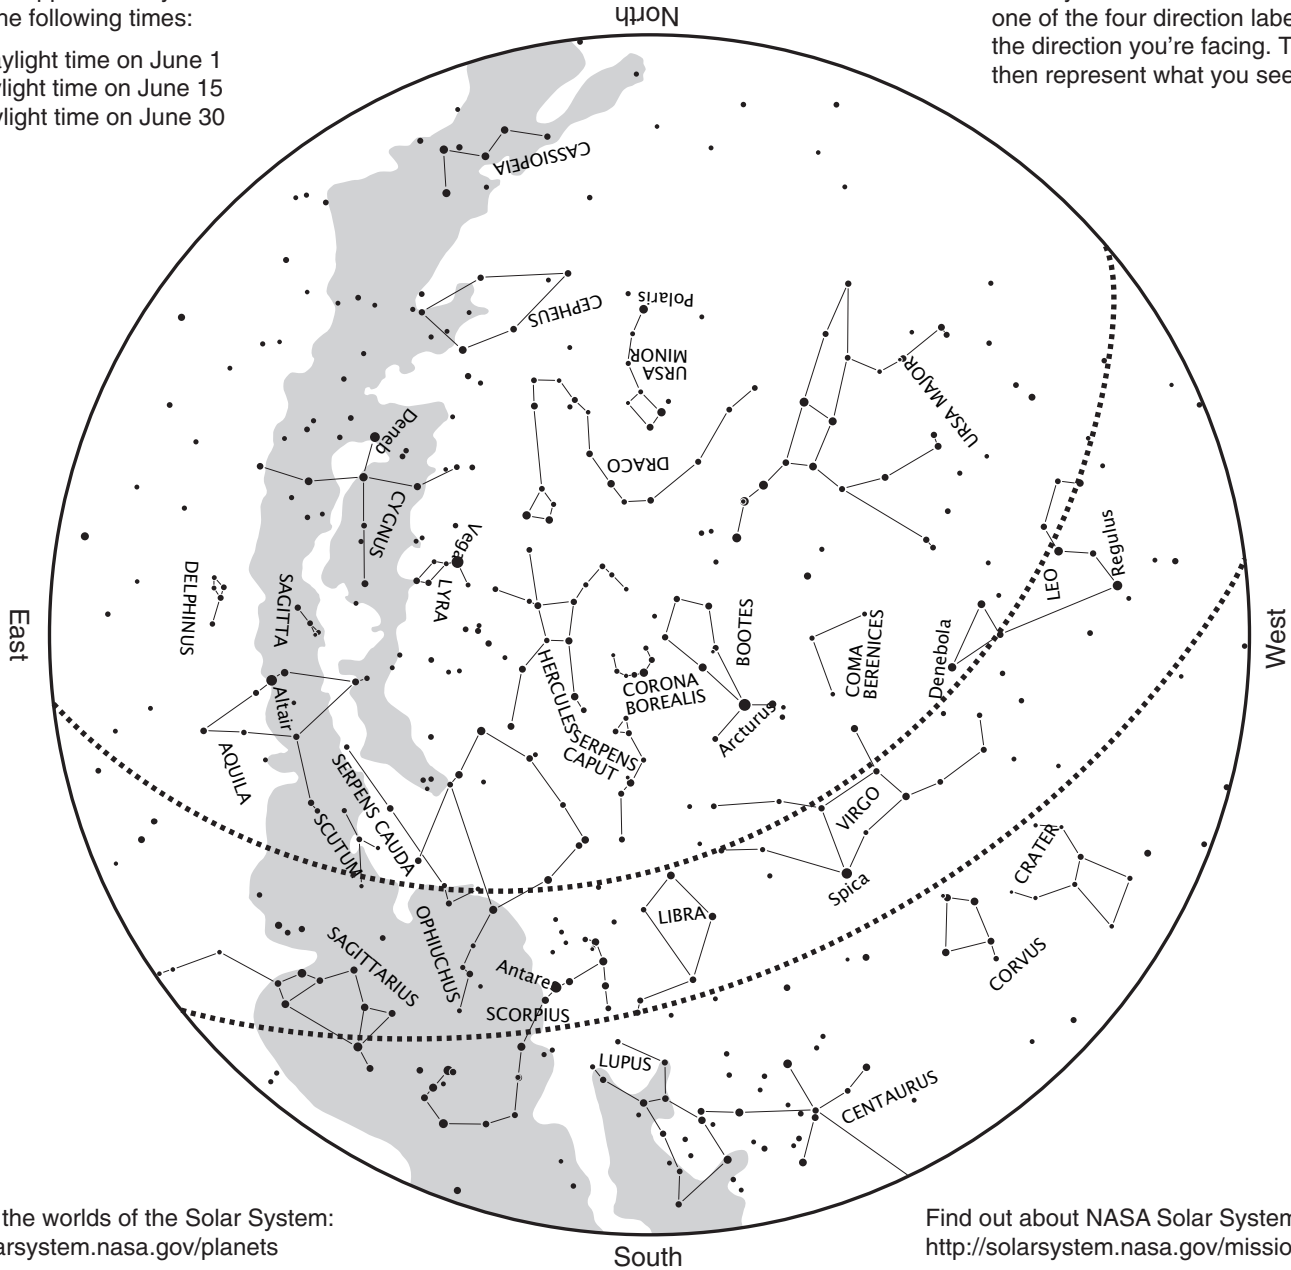 he following times:
aylight time on June 1
ylight time on June 15
ylight time on June 30
North
one of the four direction labe
the direction you're facing. T
then represent what you see
CASSIOPEIA
CEPHEUS
Polaris
URSA
MINOR
URSA MAJOR
DRACO
Deneb
CYGNUS
Vega
LYRA
DELPHINUS
SAGITTA
East
West
HERCULES
BOOTES
CORONA
BOREALIS
COMA
BERENICES
LEO
Regulus
Denebola
Altair
AQUILA
SERPENS
CAPUT
Arcturus
SERPENS CAUDA
SCUTUM
VIRGO
Spica
CRATER
CORVUS
LIBRA
OPHIUCHUS
SAGITTARIUS
Antare
SCORPIUS
LUPUS
CENTAURUS
the worlds of the Solar System:
arsystem.nasa.gov/planets
South
Find out about NASA Solar System
http://solarsystem.nasa.gov/missio